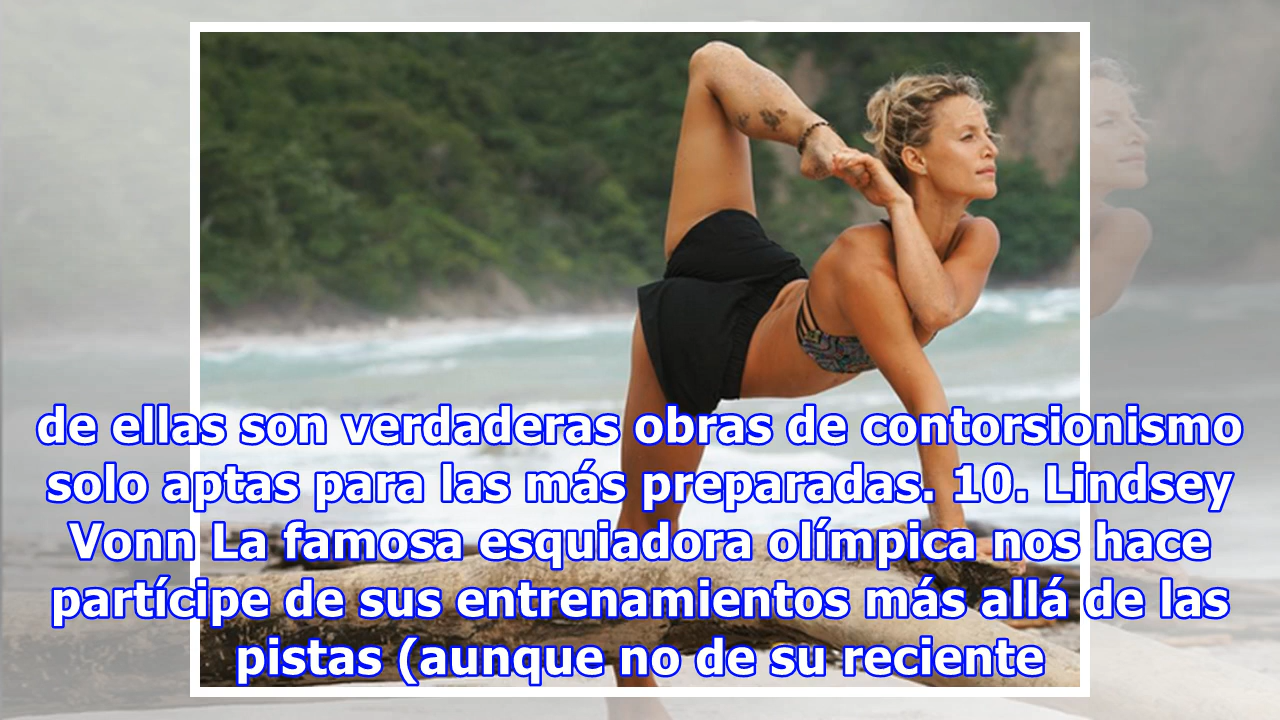 de ellas son verdaderas obras de contorsionismo
solo aptas para las más preparadas. 10. Lindsey
Vonn La famosa esquiadora olímpica nos hace
partícipe de sus entrenamientos más allá de las
pistas (aunque no de su reciente